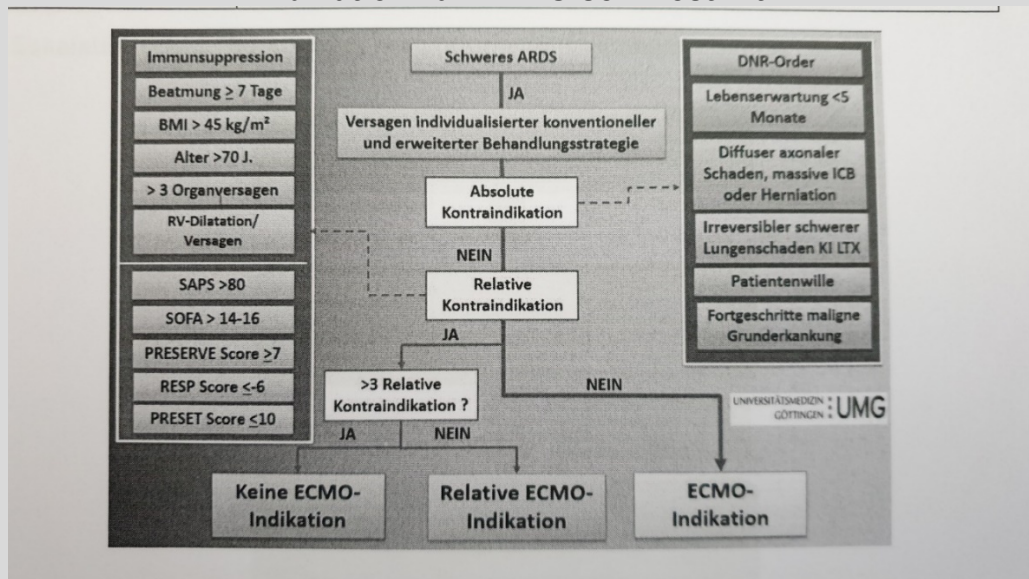 Immunsuppression
Beatmung ≥ 7 Tage
BMI > 45 kg/m²
Alter >70 J.
> 3 Organversagen
RV-Dilatation/
Versagen
SAPS >80
SOFA > 14-16
PRESERVE Score ≥7
RESP Score ≤-6
PRESET Score ≤10
Schweres ARDS
JA
Versagen individualisierter konventioneller
und erweiterter Behandlungsstrategie
Absolute
Kontraindikation
NEIN
Relative
Kontraindikation
JA
NEIN
>3 Relative
Kontraindikation ?
JA
NEIN
Keine ECMO-
Indikation
Relative ECMO-
Indikation
ECMO-
Indikation
DNR-Order
Lebenserwartung <5
Monate
Diffuser axonaler
Schaden, massive ICB
oder Herniation
Irreversibler schwerer
Lungenschaden KI LTX
Patientenwille
Fortgeschritte maligne
Grunderkankung
UNIVERSITÄTSMEDIZIN
GÖTTINGEN
UMG